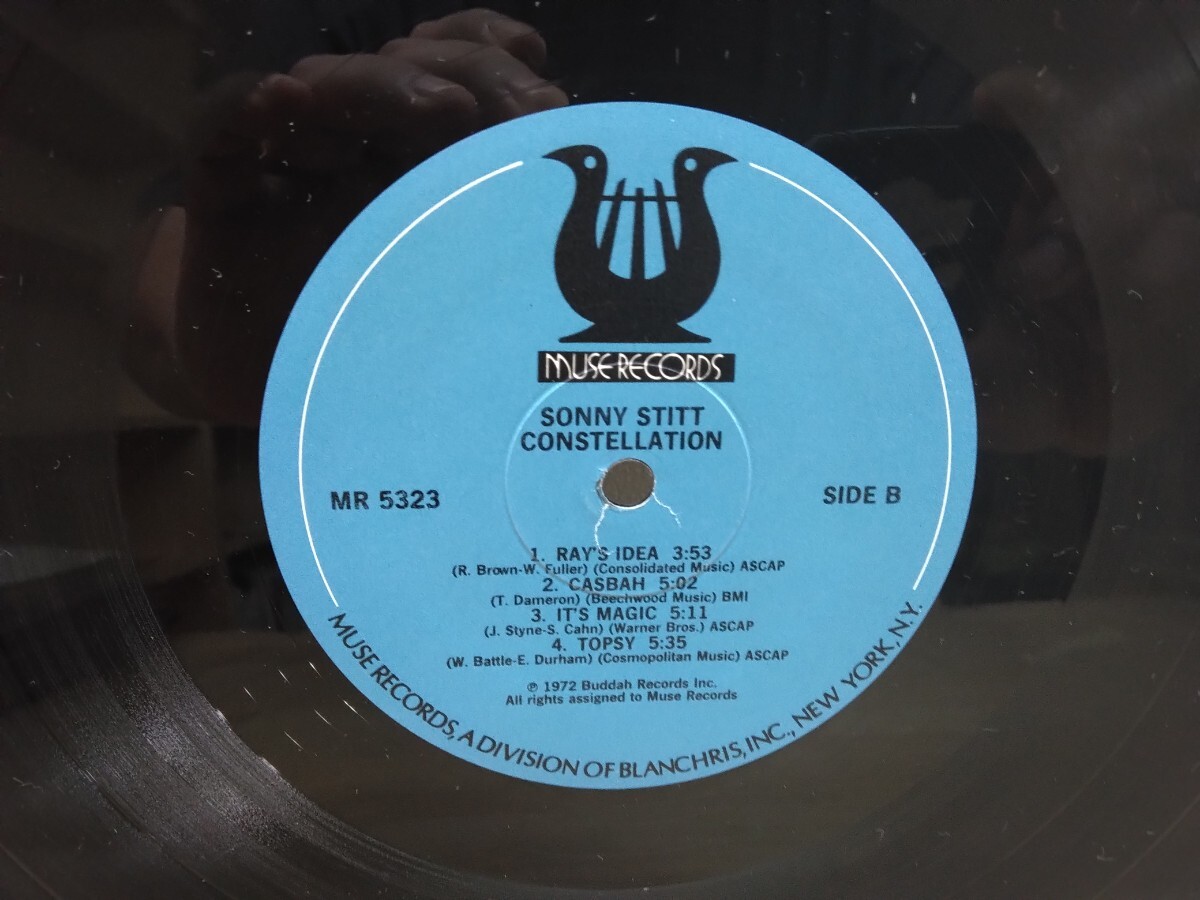 MUSE RECORDS
SONNY STITT
CONSTELLATION
MR 5323
SIDE B
1. RAY'S IDEA 3:53
(R. Brown-W. Fuller) (Consolidated Music) ASCAP
2. CASBAH 5:02
(T. Dameron) (Beechwood Music) BMI
3. IT'S MAGIC 5:11
(J. Styne-S. Cahn) (Warner Bros.) ASCAP
4. TOPSY 5:35
(W. Battle-E. Durham) (Cosmopolitan Music) ASCAP
℗ 1972 Buddah Records Inc.
All rights assigned to Muse Records
MUSE RECORDS, A DIVISION OF BLANCHRIS, INC., NEW YORK, N.Y.